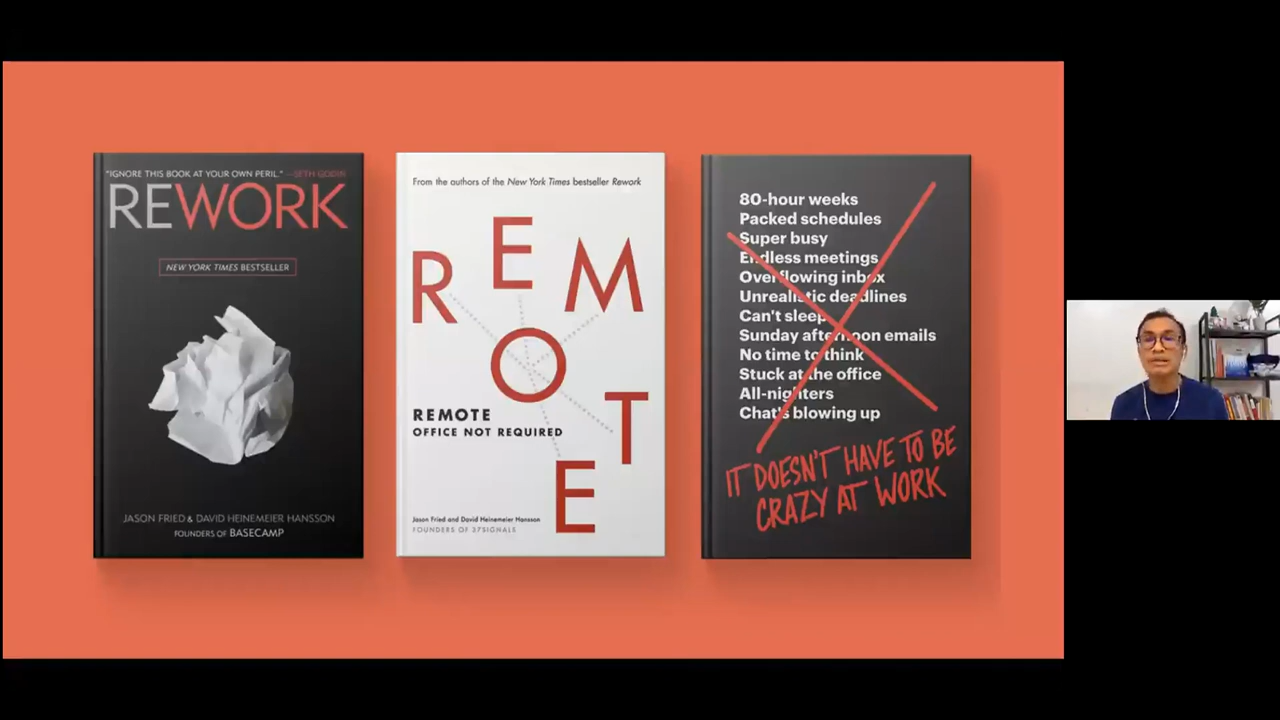 "IGNORE THIS BOOK AT YOUR OWN PERIL." —SETH GODIN
REWORK
NEW YORK TIMES BESTSELLER
JASON FRIED & DAVID HEINEMEIER HANSSON
FOUNDERS OF BASECAMP
From the authors of the New York Times bestseller Rework
REMOTE
REMOTE
OFFICE NOT REQUIRED
Jason Fried and David Heinemeier Hansson
FOUNDERS OF 37SIGNALS
80-hour weeks
Packed schedules
Super busy
Endless meetings
Overflowing inbox
Unrealistic deadlines
Can't sleep
Sunday afternoon emails
No time to think
Stuck at the office
All-nighters
Chat's blowing up
IT DOESN'T HAVE TO BE
CRAZY AT WORK